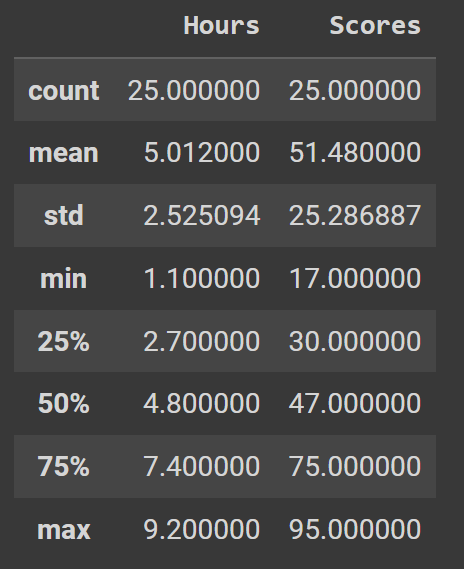 Hours Scores
count 25.000000 25.000000
mean 5.012000 51.480000
std 2.525094 25.286887
min 1.100000 17.000000
25% 2.700000 30.000000
50% 4.800000 47.000000
75% 7.400000 75.000000
max 9.200000 95.000000